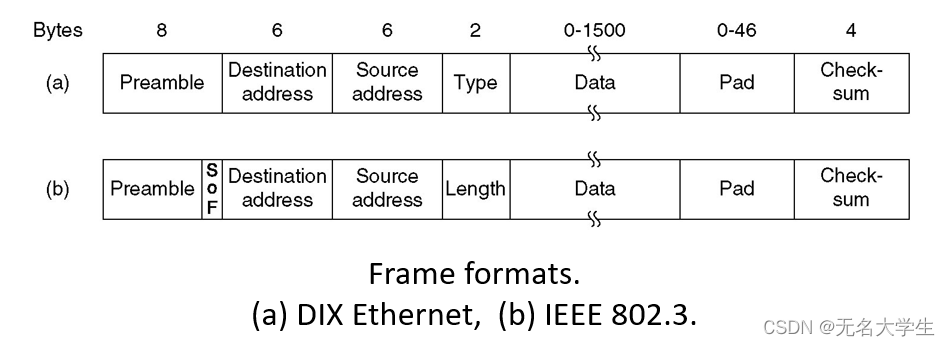 Bytes 8 6 6 2 0-1500 0-46 4
(a) Preamble Destination address Source address Type Data Pad Check-sum
(b) Preamble SoF Destination address Source address Length Data Pad Check-sum
Frame formats.
(a) DIX Ethernet, (b) IEEE 802.3.
CSDN @无名大学生